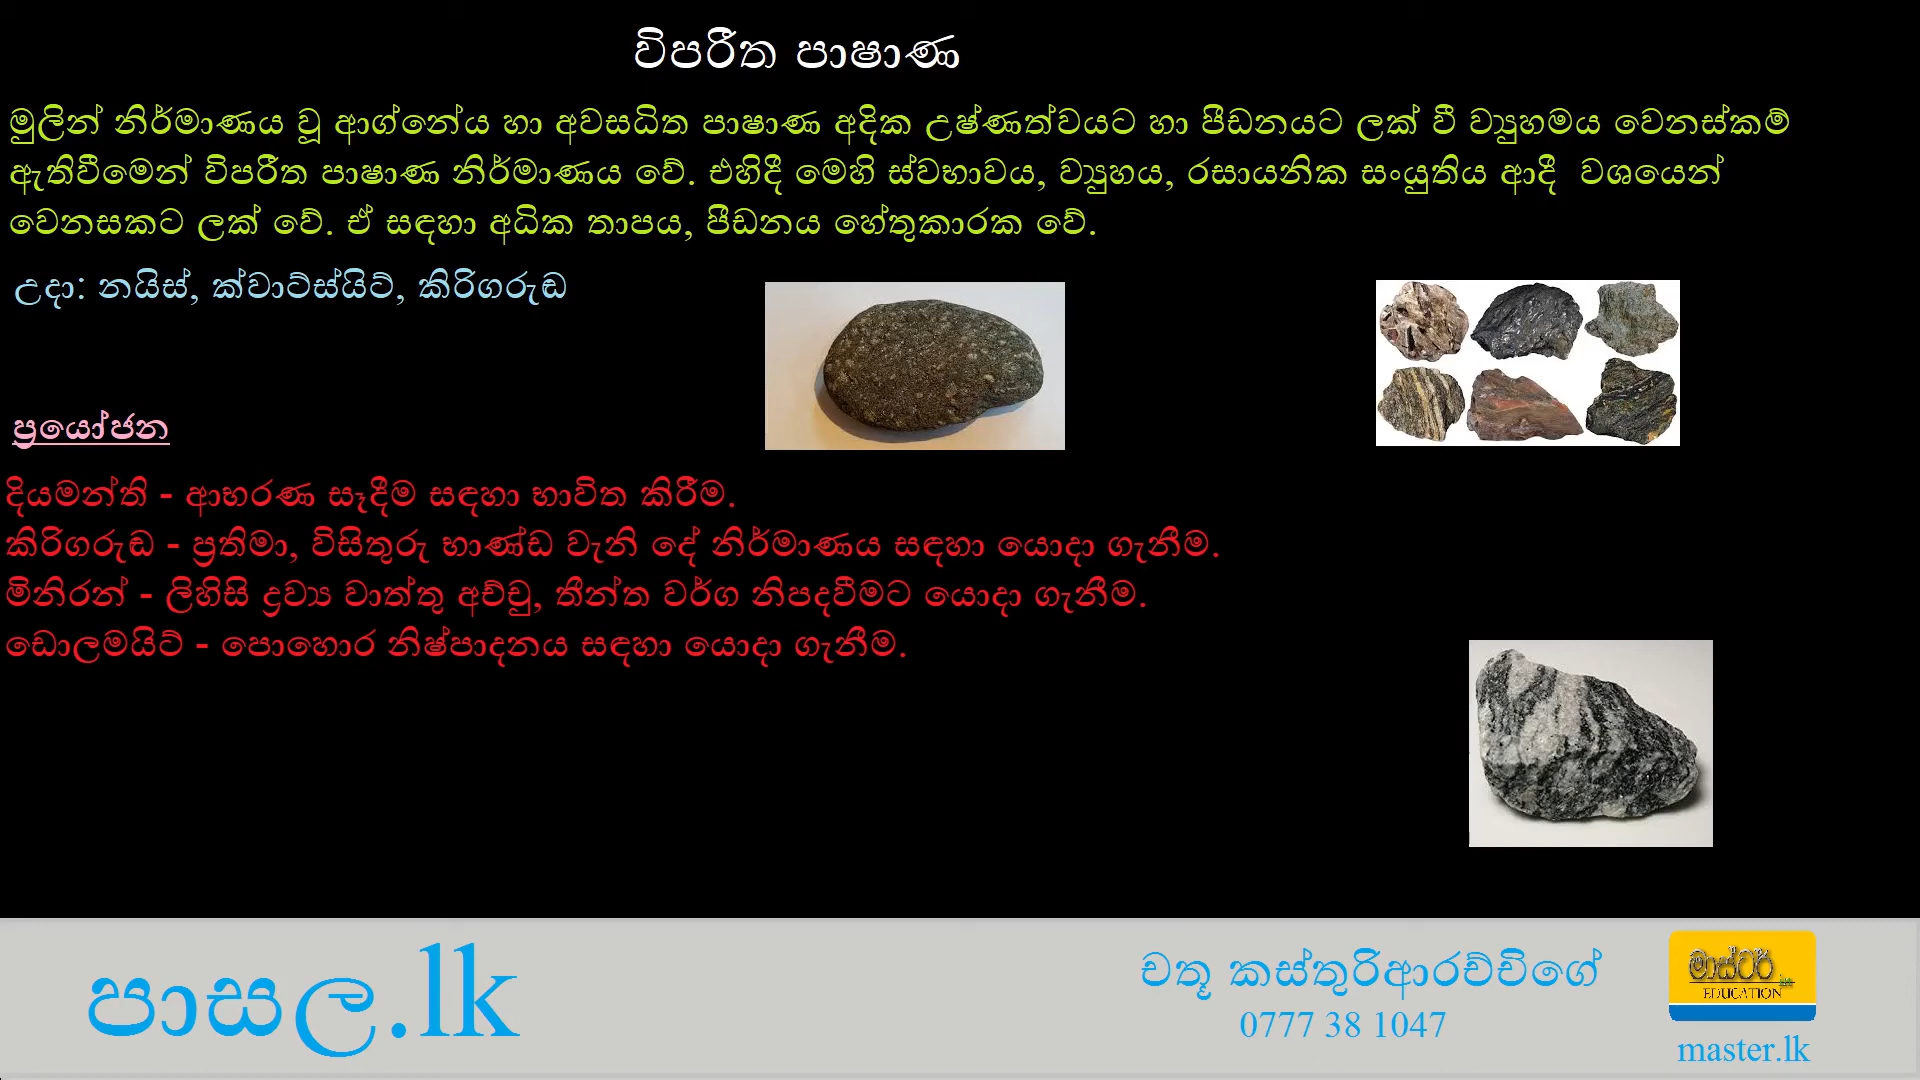 විපරීත පාෂාණ
මුලින් නිර්මාණය වූ ආග්නේය හා අවසධිත පාෂාණ අදික උෂ්ණත්වයට හා පීඩනයට ලක් වී ව්‍යුහමය වෙනස්කම්
ඇතිවීමෙන් විපරීත පාෂාණ නිර්මාණය වේ. එහිදී මෙහි ස්වභාවය, ව්‍යුහය, රසායනික සංයුතිය ආදී වශයෙන්
වෙනසකට ලක් වේ. ඒ සඳහා අධික තාපය, පීඩනය හේතුකාරක වේ.
උදා: නයිස්, ක්වාට්ස්යිට්, කිරිගරුඬ
ප්‍රයෝජන
දියමන්ති - ආභරණ සෑදීම සඳහා භාවිත කිරීම.
කිරිගරුඬ - ප්‍රතිමා, විසිතුරු භාණ්ඩ වැනි දේ නිර්මාණය සඳහා යොදා ගැනීම.
මිනිරන් - ලිහිසි ද්‍රව්‍ය වාත්තු අච්චු, තීන්ත වර්ග නිපදවීමට යොදා ගැනීම.
ඩොලමයිට් - පොහොර නිෂ්පාදනය සඳහා යොදා ගැනීම.
පාසල.lk
චතූ කස්තුරිආරච්චිගේ
0777 38 1047
මාස්ටර්
EDUCATION
master.lk